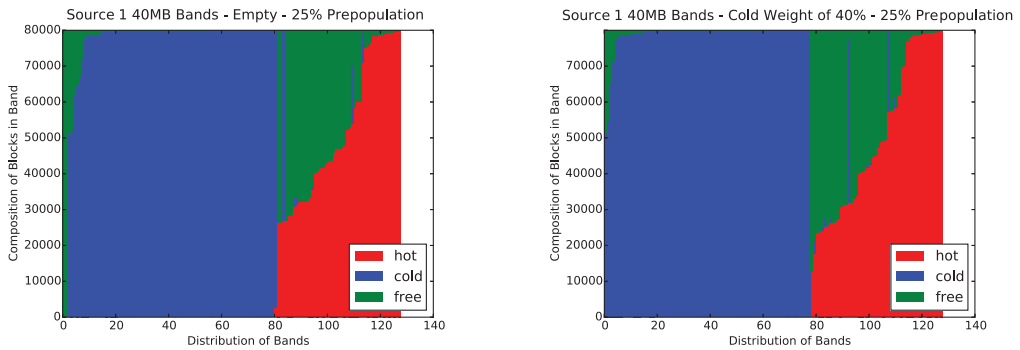 Source 1 40MB Bands - Empty - 25% Prepopulation
80000
70000
60000
50000
40000
30000
20000
10000
0
Composition of Blocks in Band
0 20 40 60 80 100 120 140
Distribution of Bands
hot
cold
free
Source 1 40MB Bands - Cold Weight of 40% - 25% Prepopulation
80000
70000
60000
50000
40000
30000
20000
10000
0
Composition of Blocks in Band
0 20 40 60 80 100 120 140
Distribution of Bands
hot
cold
free